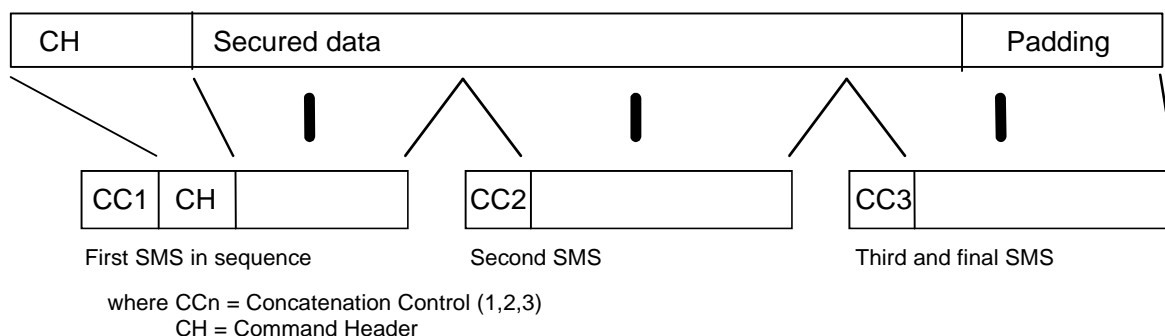 CH Secured data Padding
CC1 CH CC2 CC3
First SMS in sequence Second SMS Third and final SMS
where CCn = Concatenation Control (1,2,3)
CH = Command Header